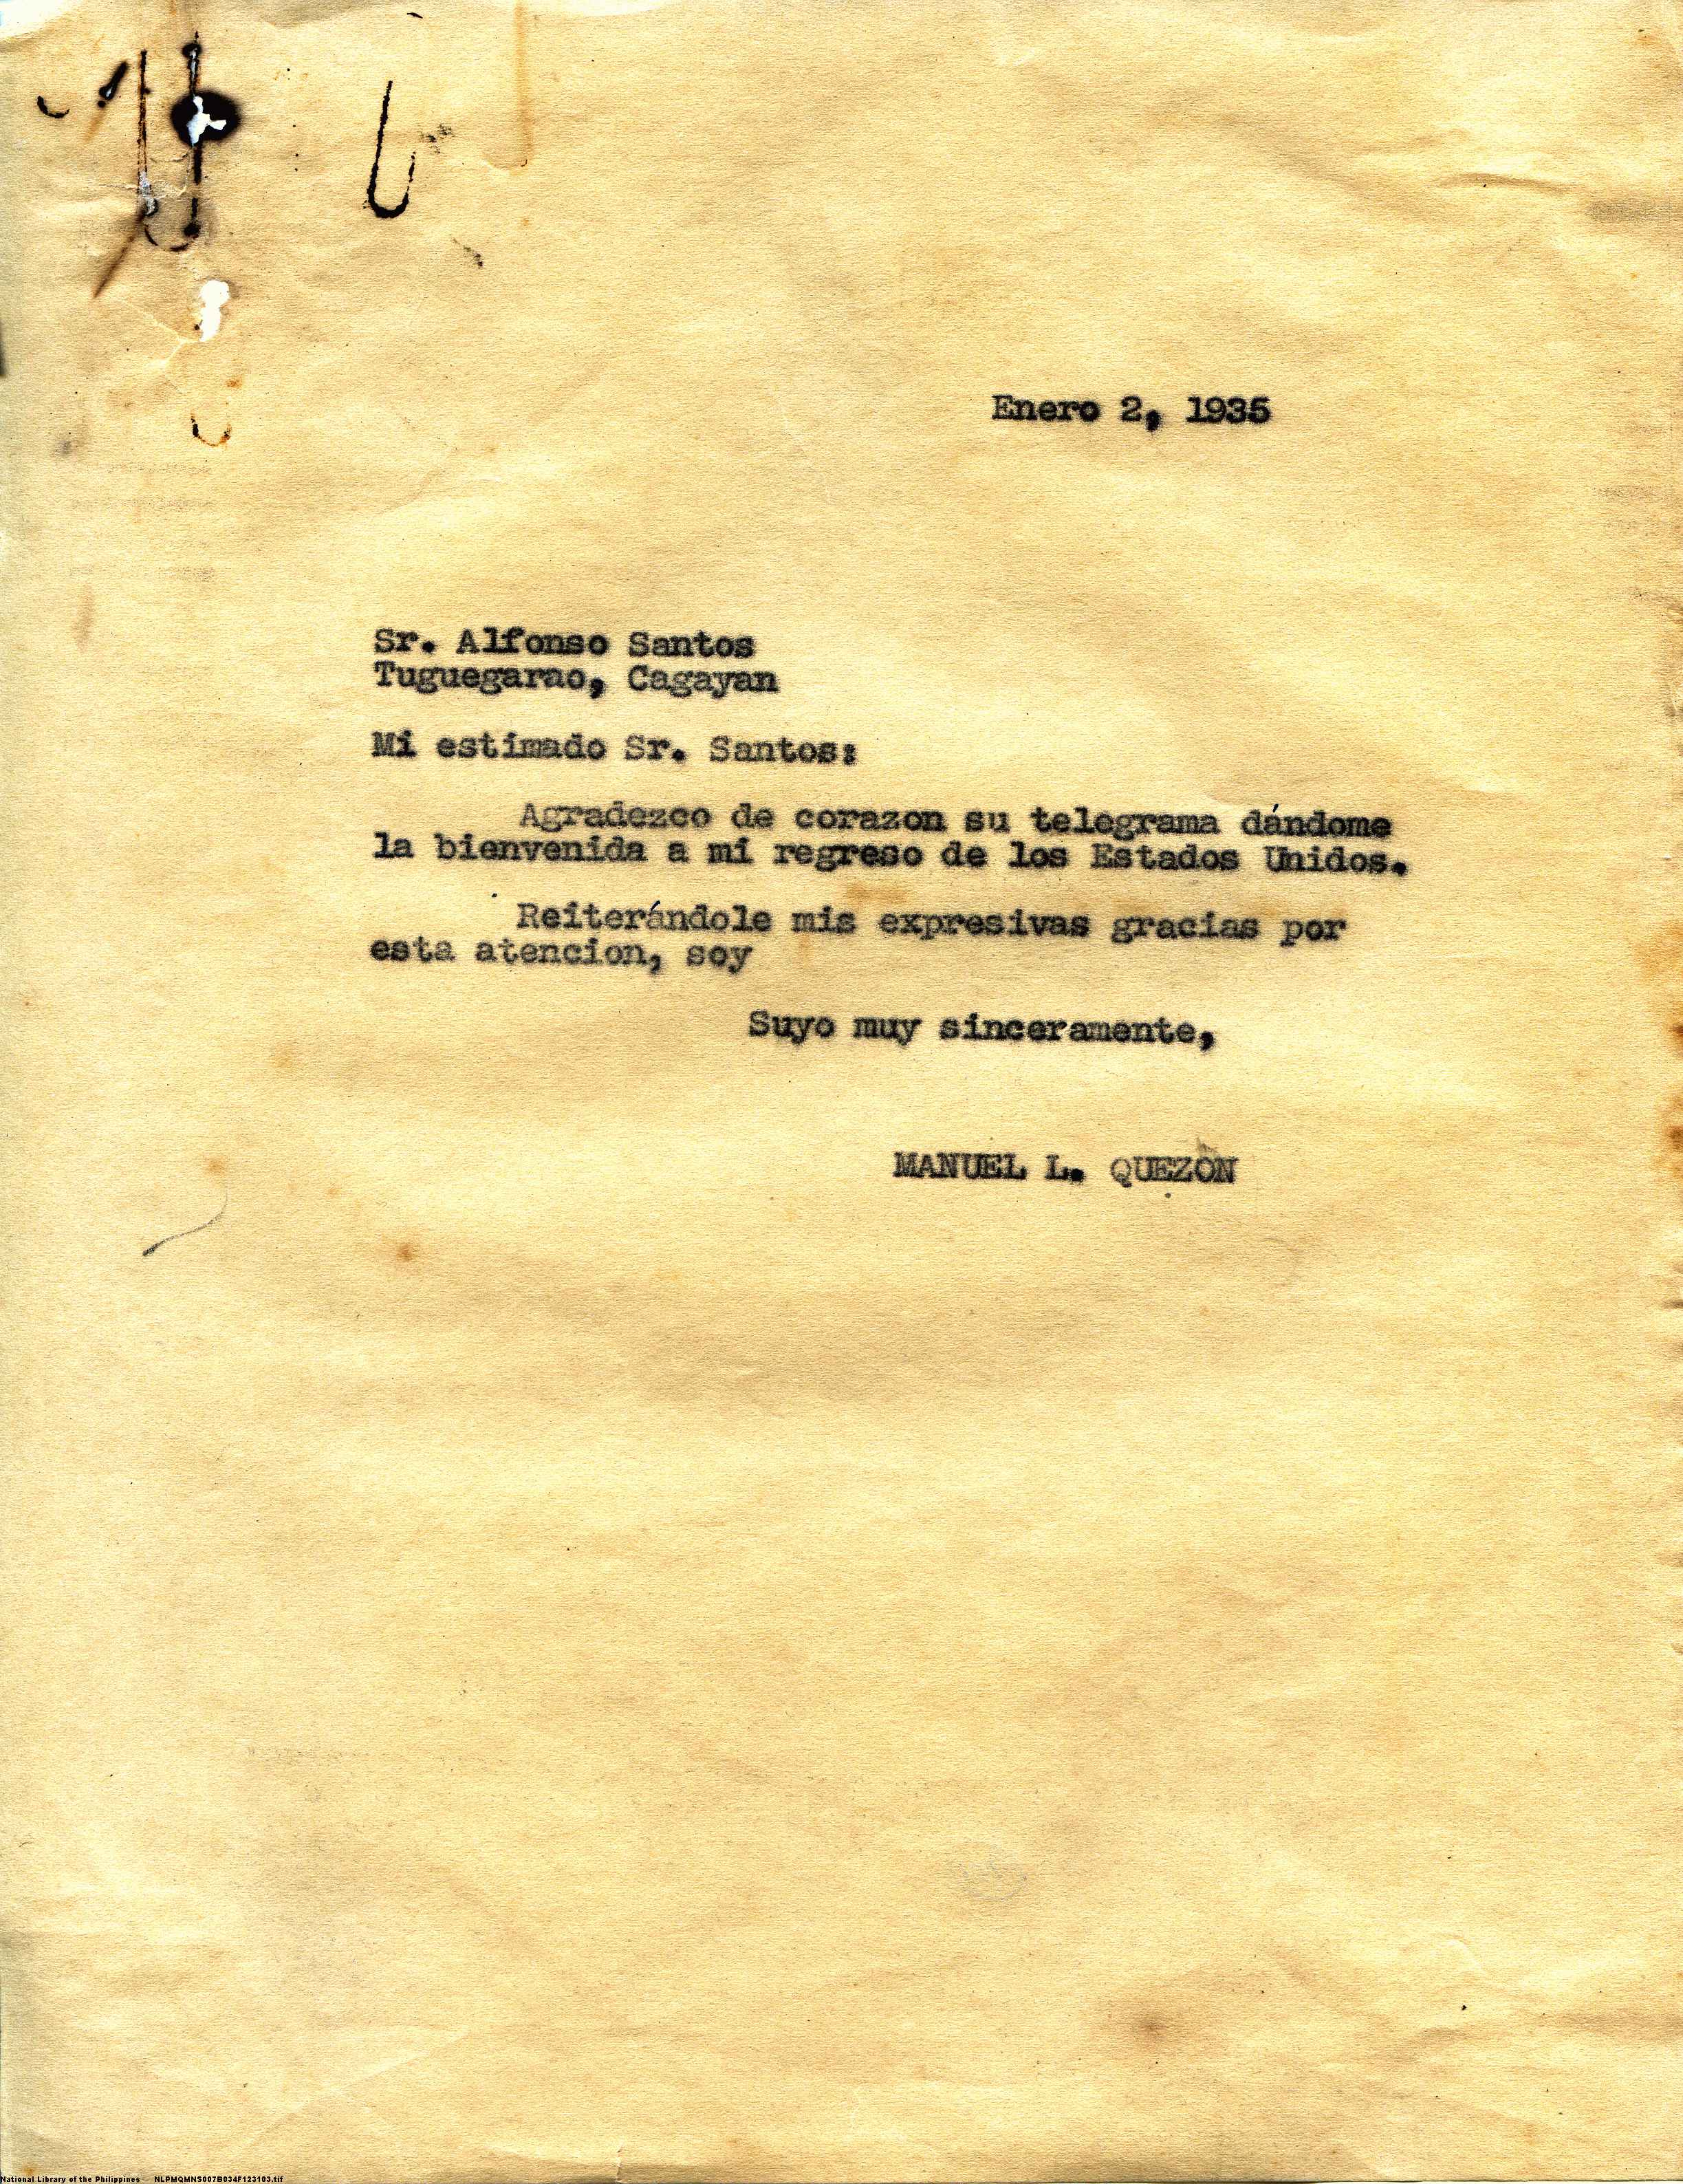 Enero 2, 1935
Sr. Alfonso Santos
Tuguegarao, Cagayan
Mi estimado Sr. Santos:
Agradezco de corazon su telegrama dándome
la bienvenida a mi regreso de los Estados Unidos.
Reiterándole mis expresivas gracias por
esta atencion, soy
Suyo muy sinceramente,
MANUEL L. QUEZON
National Library of the Philippines NLPMQMNS007B034F123103.tif